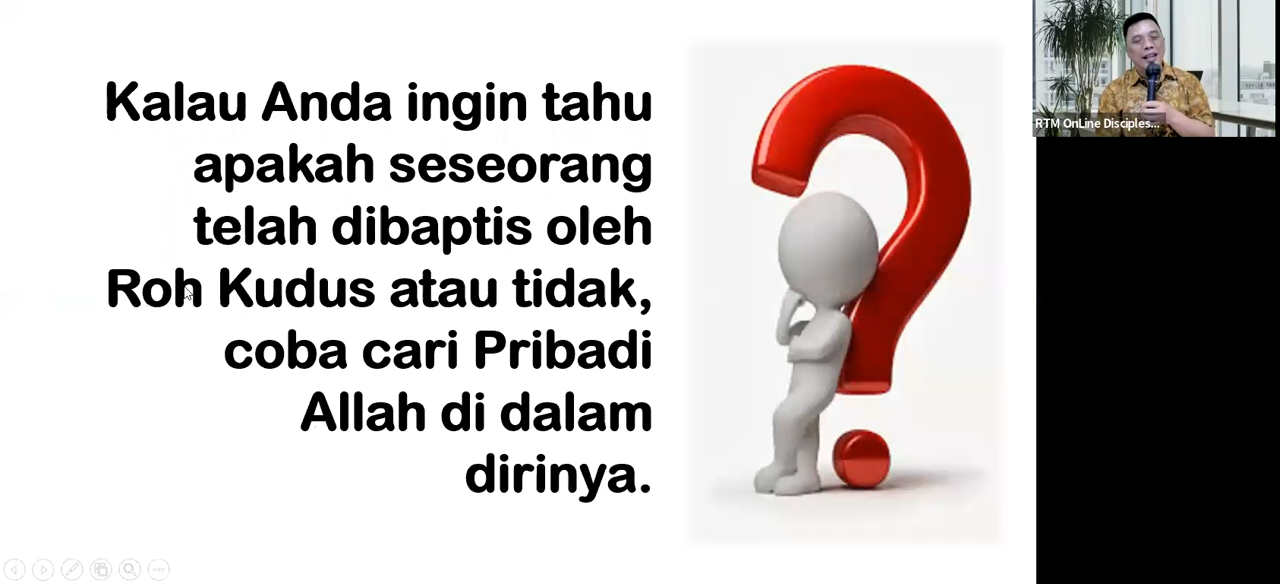 Kalau Anda ingin tahu
apakah seseorang
telah dibaptis oleh
Roh Kudus atau tidak,
coba cari Pribadi
Allah di dalam
dirinya.
RTM OnLine Disciples...